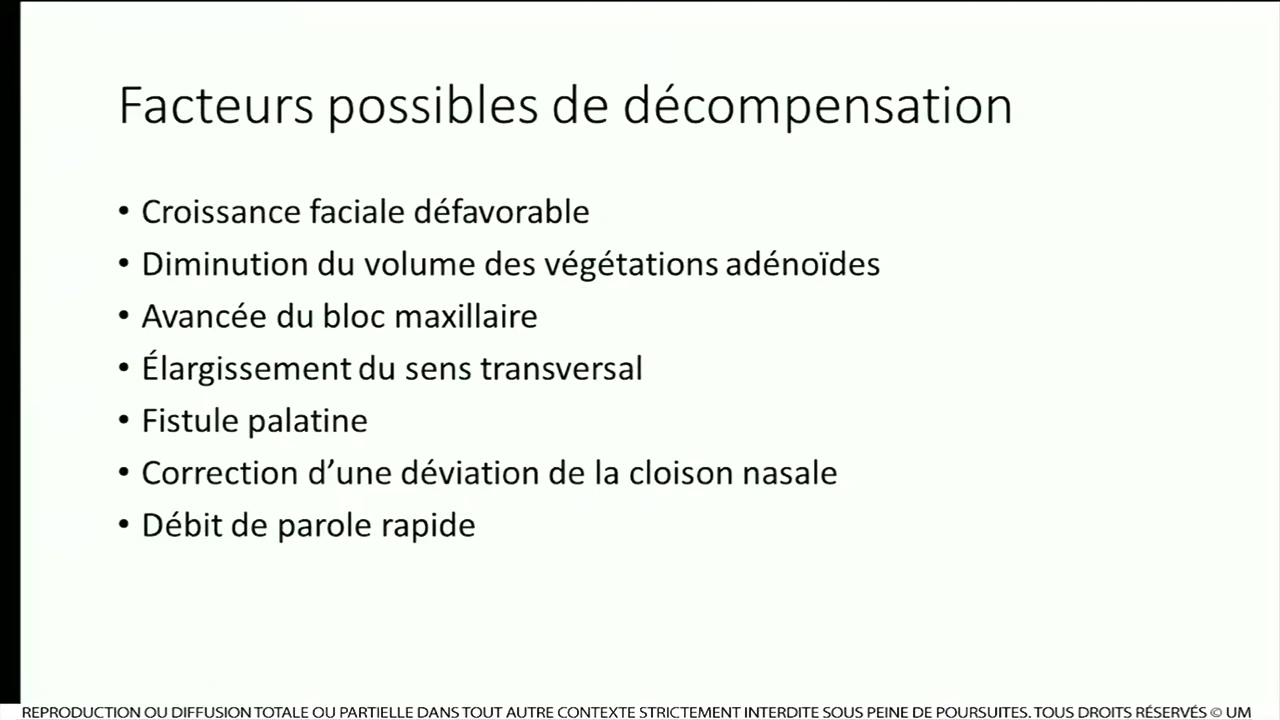 Facteurs possibles de décompensation
• Croissance faciale défavorable
• Diminution du volume des végétations adénoïdes
• Avancée du bloc maxillaire
• Élargissement du sens transversal
• Fistule palatine
• Correction d’une déviation de la cloison nasale
• Débit de parole rapide
REPRODUCTION OU DIFFUSION TOTALE OU PARTIELLE DANS TOUT AUTRE CONTEXTE STRICTEMENT INTERDITE SOUS PEINE DE POURSUITES. TOUS DROITS RÉSERVÉS © UM